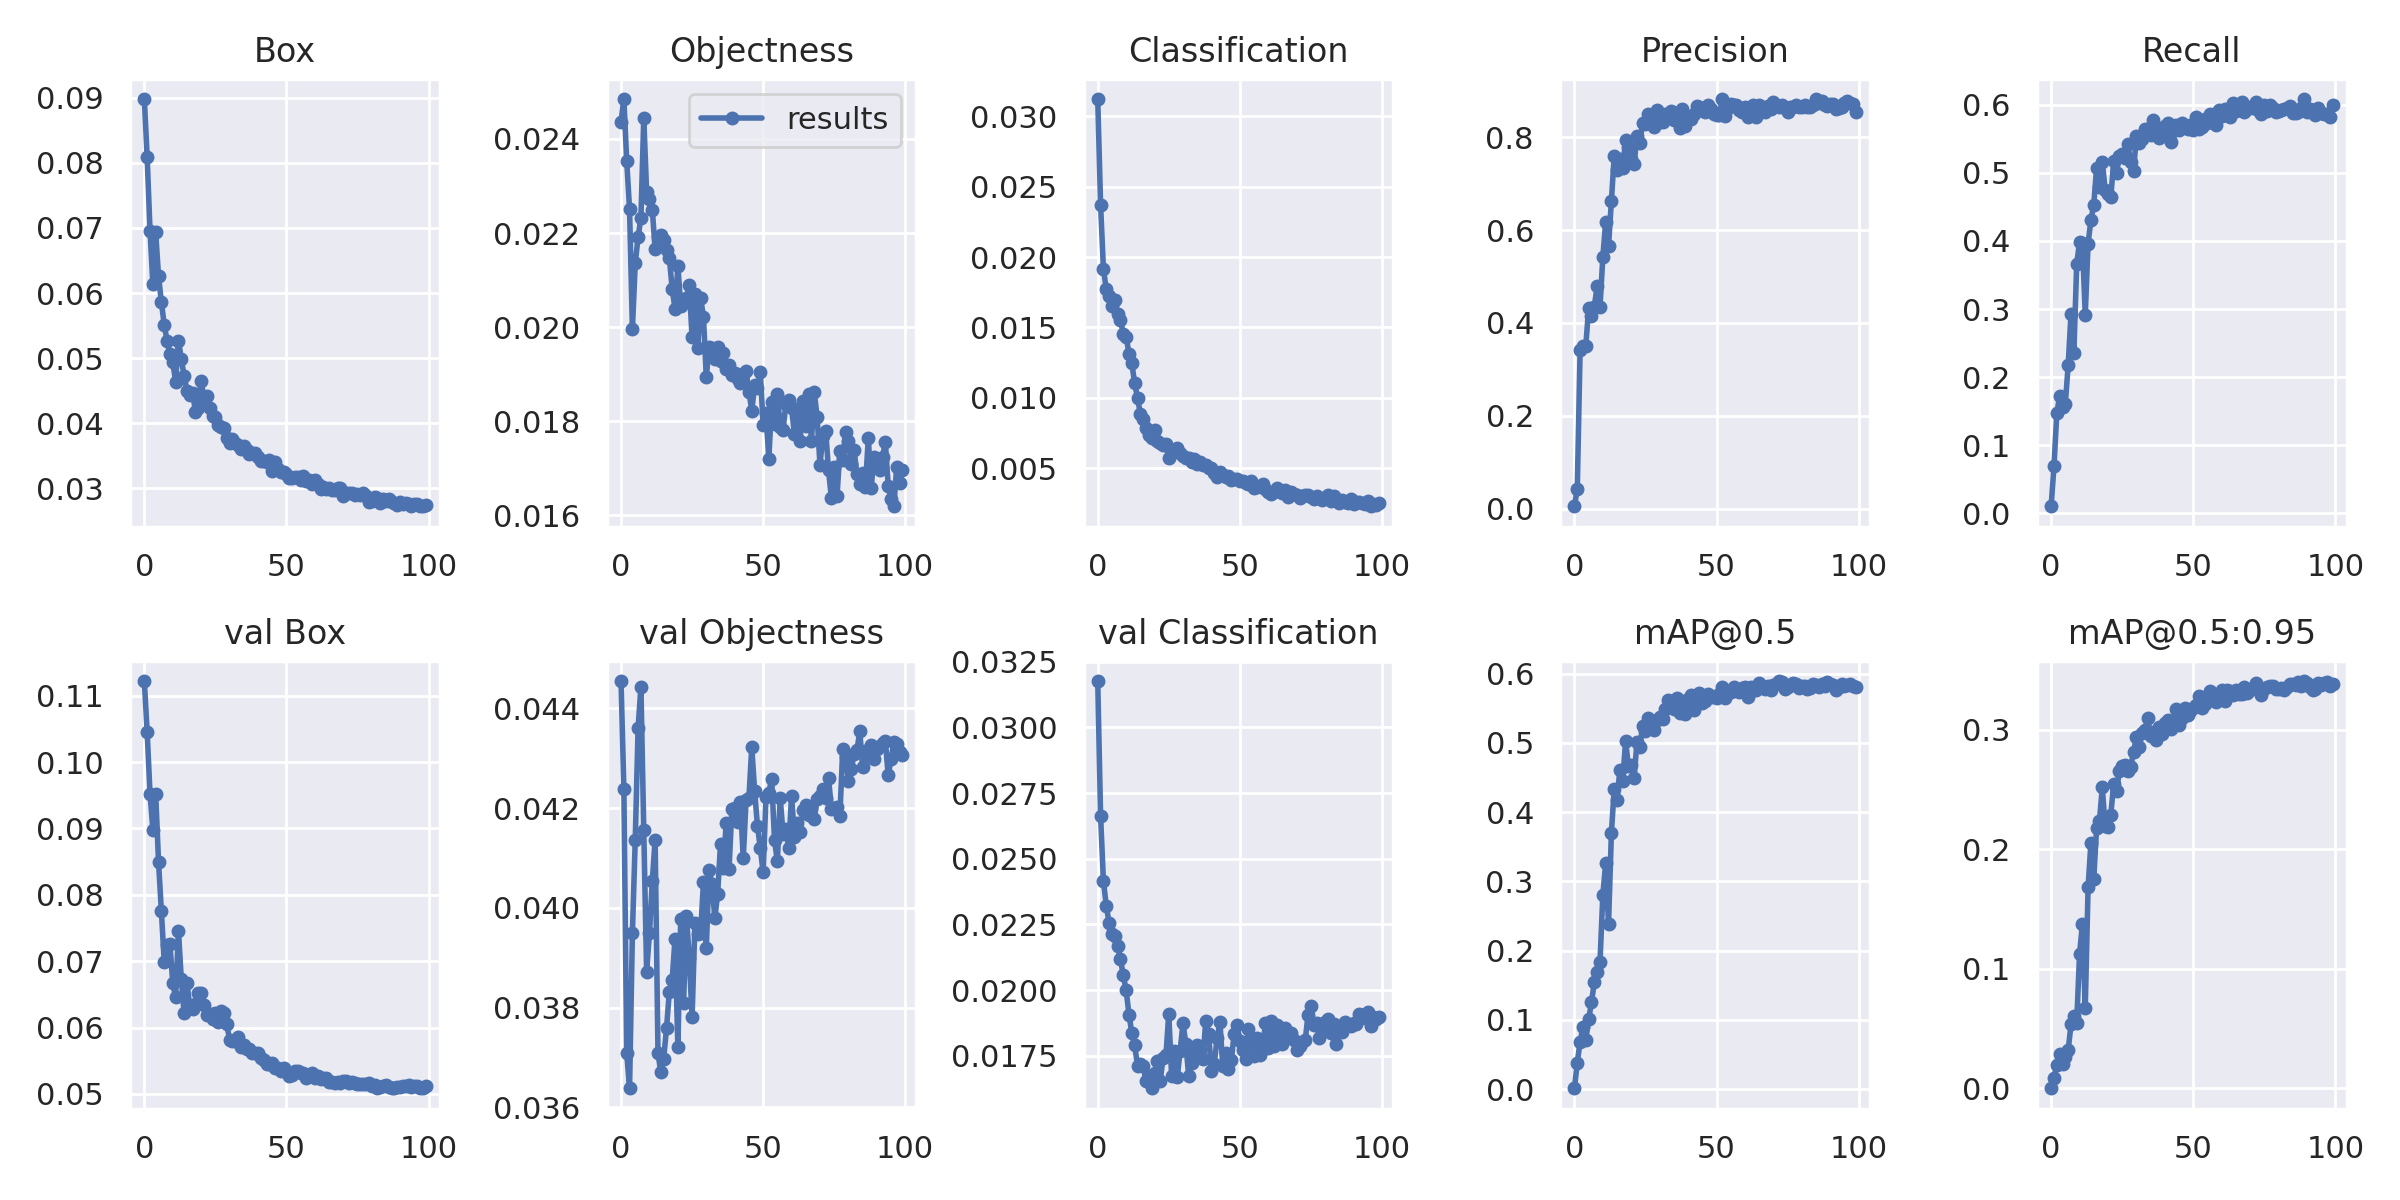 Box
Objectness
Classification
Precision
Recall
0.09
0.08
0.07
0.06
0.05
0.04
0.03
0 50 100
results
0.024
0.022
0.020
0.018
0.016
0 50 100
0.030
0.025
0.020
0.015
0.010
0.005
0 50 100
0.8
0.6
0.4
0.2
0.0
0 50 100
0.6
0.5
0.4
0.3
0.2
0.1
0.0
0 50 100
val Box
val Objectness
val Classification
mAP@0.5
mAP@0.5:0.95
0.11
0.10
0.09
0.08
0.07
0.06
0.05
0 50 100
0.044
0.042
0.040
0.038
0.036
0 50 100
0.0325
0.0300
0.0275
0.0250
0.0225
0.0200
0.0175
0 50 100
0.6
0.5
0.4
0.3
0.2
0.1
0.0
0 50 100
0.3
0.2
0.1
0.0
0 50 100